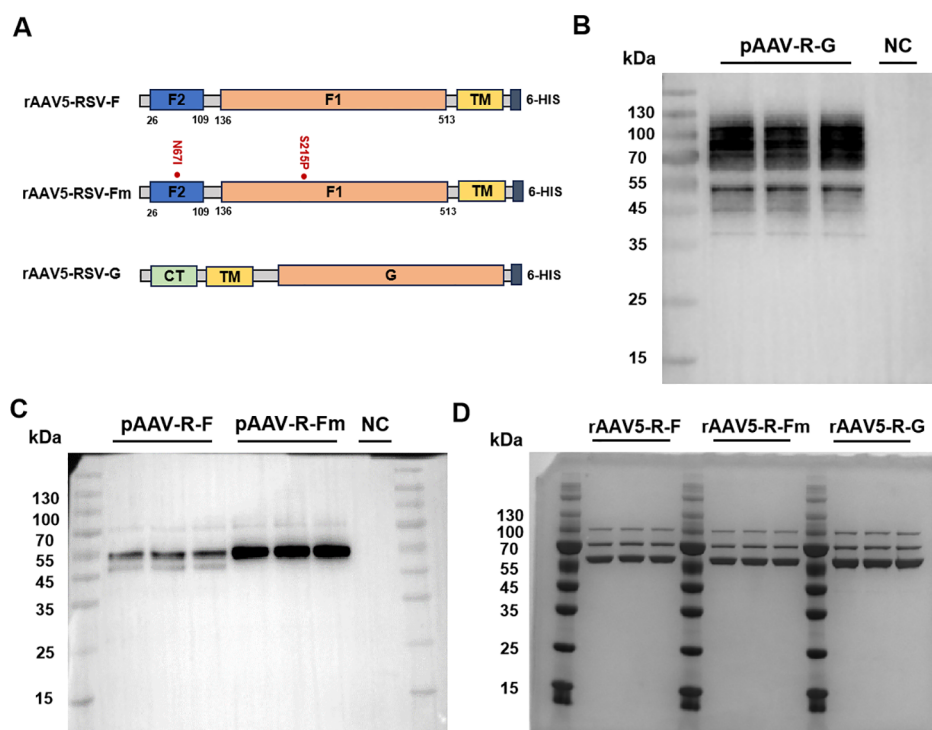 A
rAAV5-RSV-F
F2
F1
TM
6-HIS
26
109
136
513
N67I
S215P
rAAV5-RSV-Fm
F2
F1
TM
6-HIS
26
109
136
513
rAAV5-RSV-G
CT
TM
G
6-HIS
B
kDa
pAAV-R-G
NC
130
100
70
55
45
35
25
15
C
kDa
pAAV-R-F
pAAV-R-Fm
NC
130
100
70
55
45
35
25
15
D
kDa
rAAV5-R-F
rAAV5-R-Fm
rAAV5-R-G
130
100
70
55
45
35
25
15